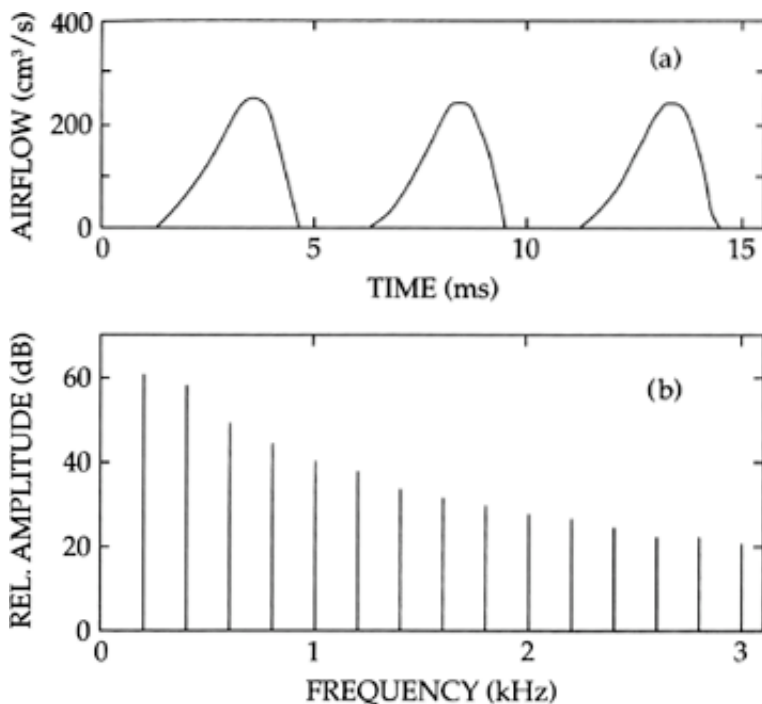 400
200
0
AIRFLOW (cm³/s)
(a)
0
5
10
15
TIME (ms)
60
40
20
0
REL. AMPLITUDE (dB)
(b)
0
1
2
3
FREQUENCY (kHz)